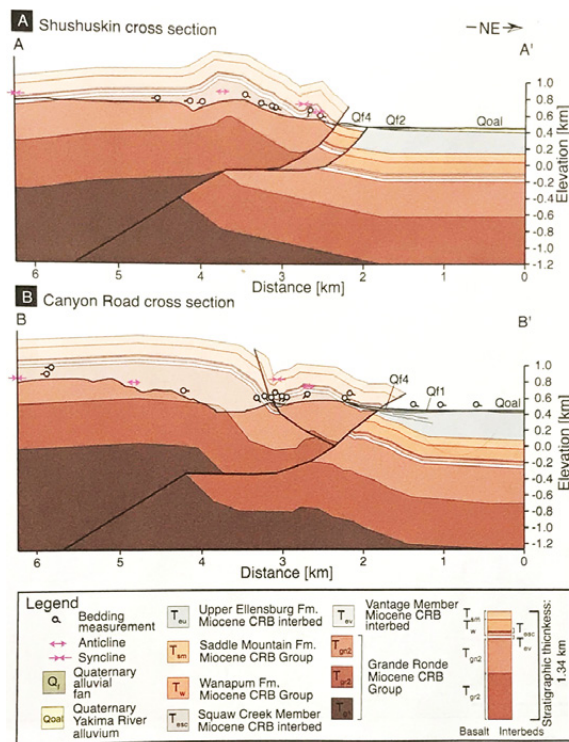 A Shushuskin cross section
NE
A
A'
Qf4
Qf2
Qoal
1.0
0.8
0.6
0.4
0.2
0.0
-0.2
-0.4
-0.6
-0.8
-1.0
-1.2
Elevation [km]
6 5 4 3 2 1 0
Distance [km]
B Canyon Road cross section
B
B'
Qf4
Qf1
Qoal
1.0
0.8
0.6
0.4
0.2
0.0
-0.2
-0.4
-0.6
-0.8
-1.0
-1.2
Elevation [km]
6 5 4 3 2 1 0
Distance [km]
Legend
Bedding
measurement
Anticline
Syncline
Quaternary
alluvial
fan
Qoal
Quaternary
Yakima River
alluvium
Teu
Upper Ellensburg Fm.
Miocene CRB interbed
Tsm
Saddle Mountain Fm.
Miocene CRB Group
Tw
Wanapum Fm.
Miocene CRB Group
Tesc
Squaw Creek Member
Miocene CRB interbed
Tev
Vantage Member
Miocene CRB
interbed
Tgn2
Tgr2
Grande Ronde
Miocene CRB
Group
Tsm
Tw
Tesc
Tev
Tgn2
Tgr2
Basalt Interbeds
Stratigraphic thicnkess:
1.34 km